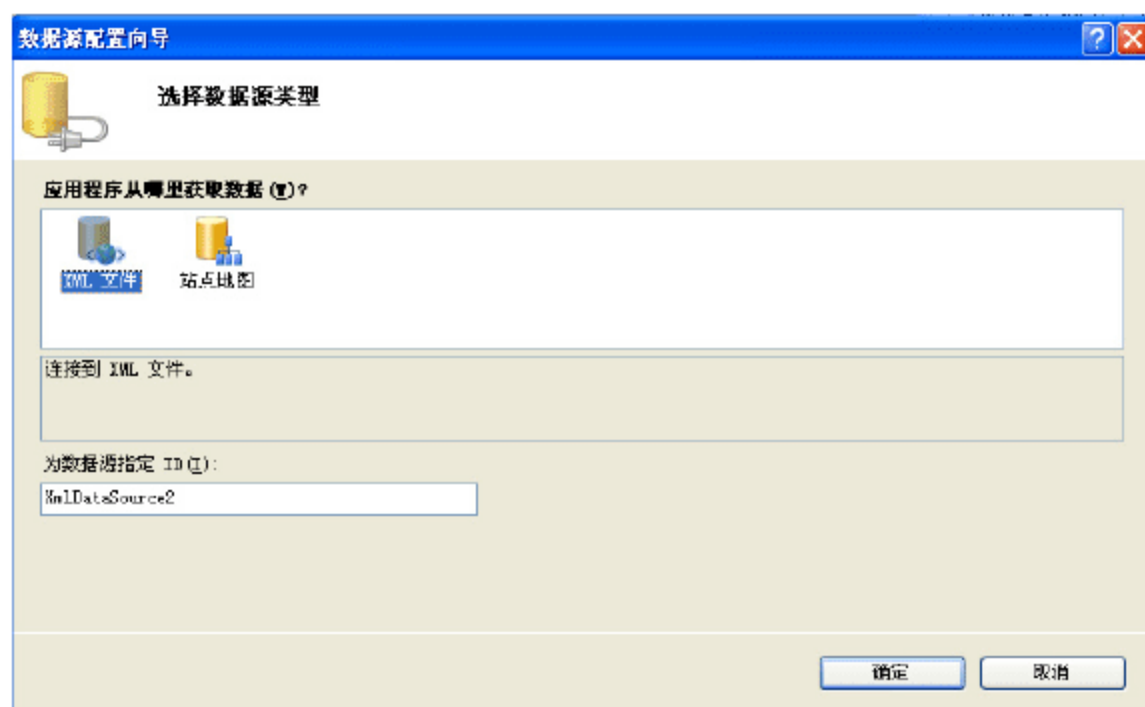 数据源配置向导
选择数据源类型
应用程序从哪里获取数据(W)?
XML 文件 站点地图
连接到 XML 文件。
为数据源指定 ID(I):
XmlDataSource2
确定 取消